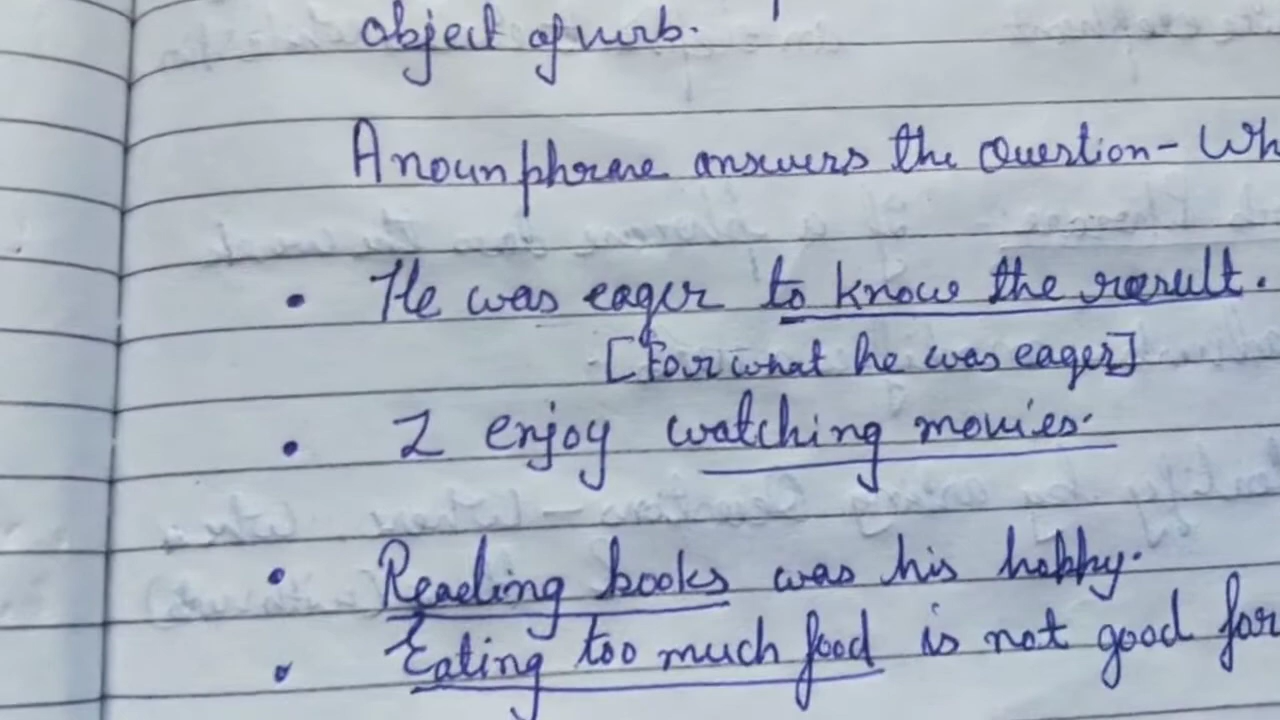 object of verb.
A noun phrase answers the Question - Wh
• He was eager to know the result.
[For what he was eager]
• I enjoy watching movies.
• Reading books was his hobby.
• Eating too much food is not good for